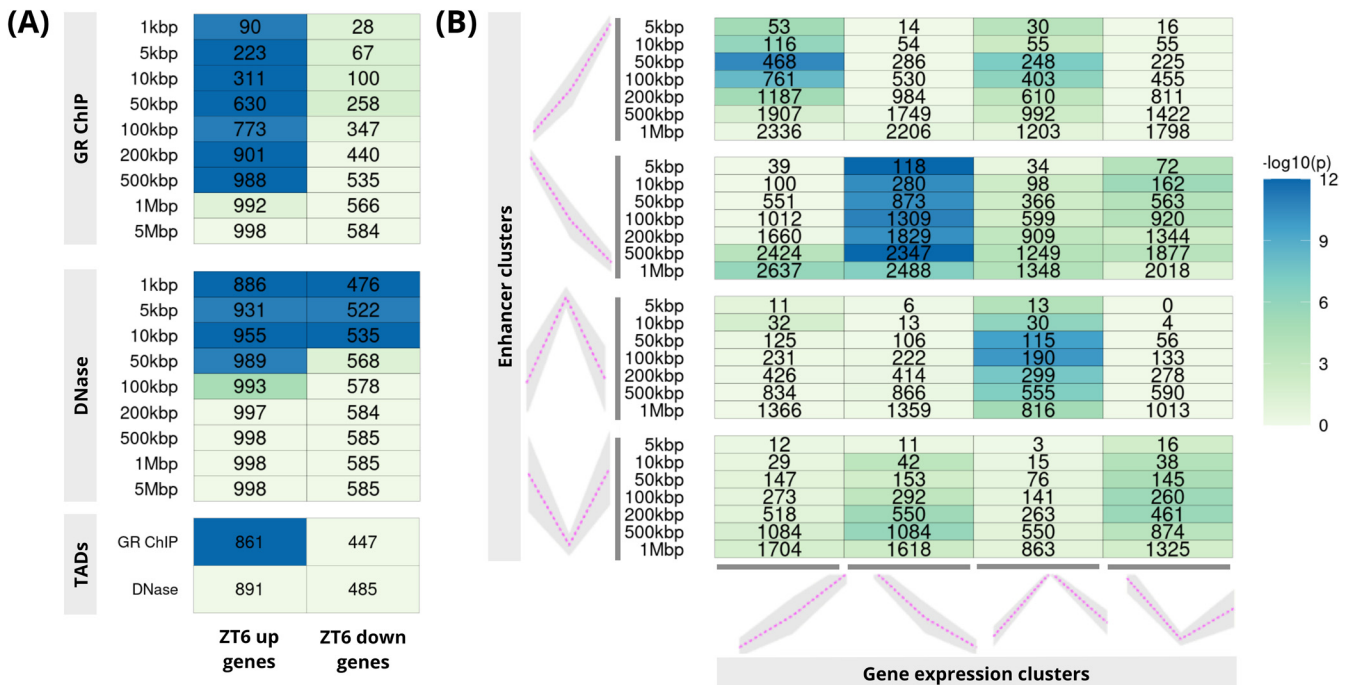 (A)
GR ChIP
1kbp 90 28
5kbp 223 67
10kbp 311 100
50kbp 630 258
100kbp 773 347
200kbp 901 440
500kbp 988 535
1Mbp 992 566
5Mbp 998 584
DNase
1kbp 886 476
5kbp 931 522
10kbp 955 535
50kbp 989 568
100kbp 993 578
200kbp 997 584
500kbp 998 585
1Mbp 998 585
5Mbp 998 585
TADs
GR ChIP 861 447
DNase 891 485
ZT6 up
genes
ZT6 down
genes
(B)
Enhancer clusters
5kbp 53 14 30 16
10kbp 116 54 55 55
50kbp 468 286 248 225
100kbp 761 530 403 455
200kbp 1187 984 610 811
500kbp 1907 1749 992 1422
1Mbp 2336 2206 1203 1798
5kbp 39 118 34 72
10kbp 100 280 98 162
50kbp 551 873 366 563
100kbp 1012 1309 599 920
200kbp 1660 1829 909 1344
500kbp 2424 2347 1249 1877
1Mbp 2637 2488 1348 2018
5kbp 11 6 13 0
10kbp 32 13 30 4
50kbp 125 106 115 56
100kbp 231 222 190 133
200kbp 426 414 299 278
500kbp 834 866 555 590
1Mbp 1366 1359 816 1013
5kbp 12 11 3 16
10kbp 29 42 15 38
50kbp 147 153 76 145
100kbp 273 292 141 260
200kbp 518 550 263 461
500kbp 1084 1084 550 874
1Mbp 1704 1618 863 1325
Gene expression clusters
-log10(p)
12
9
6
3
0